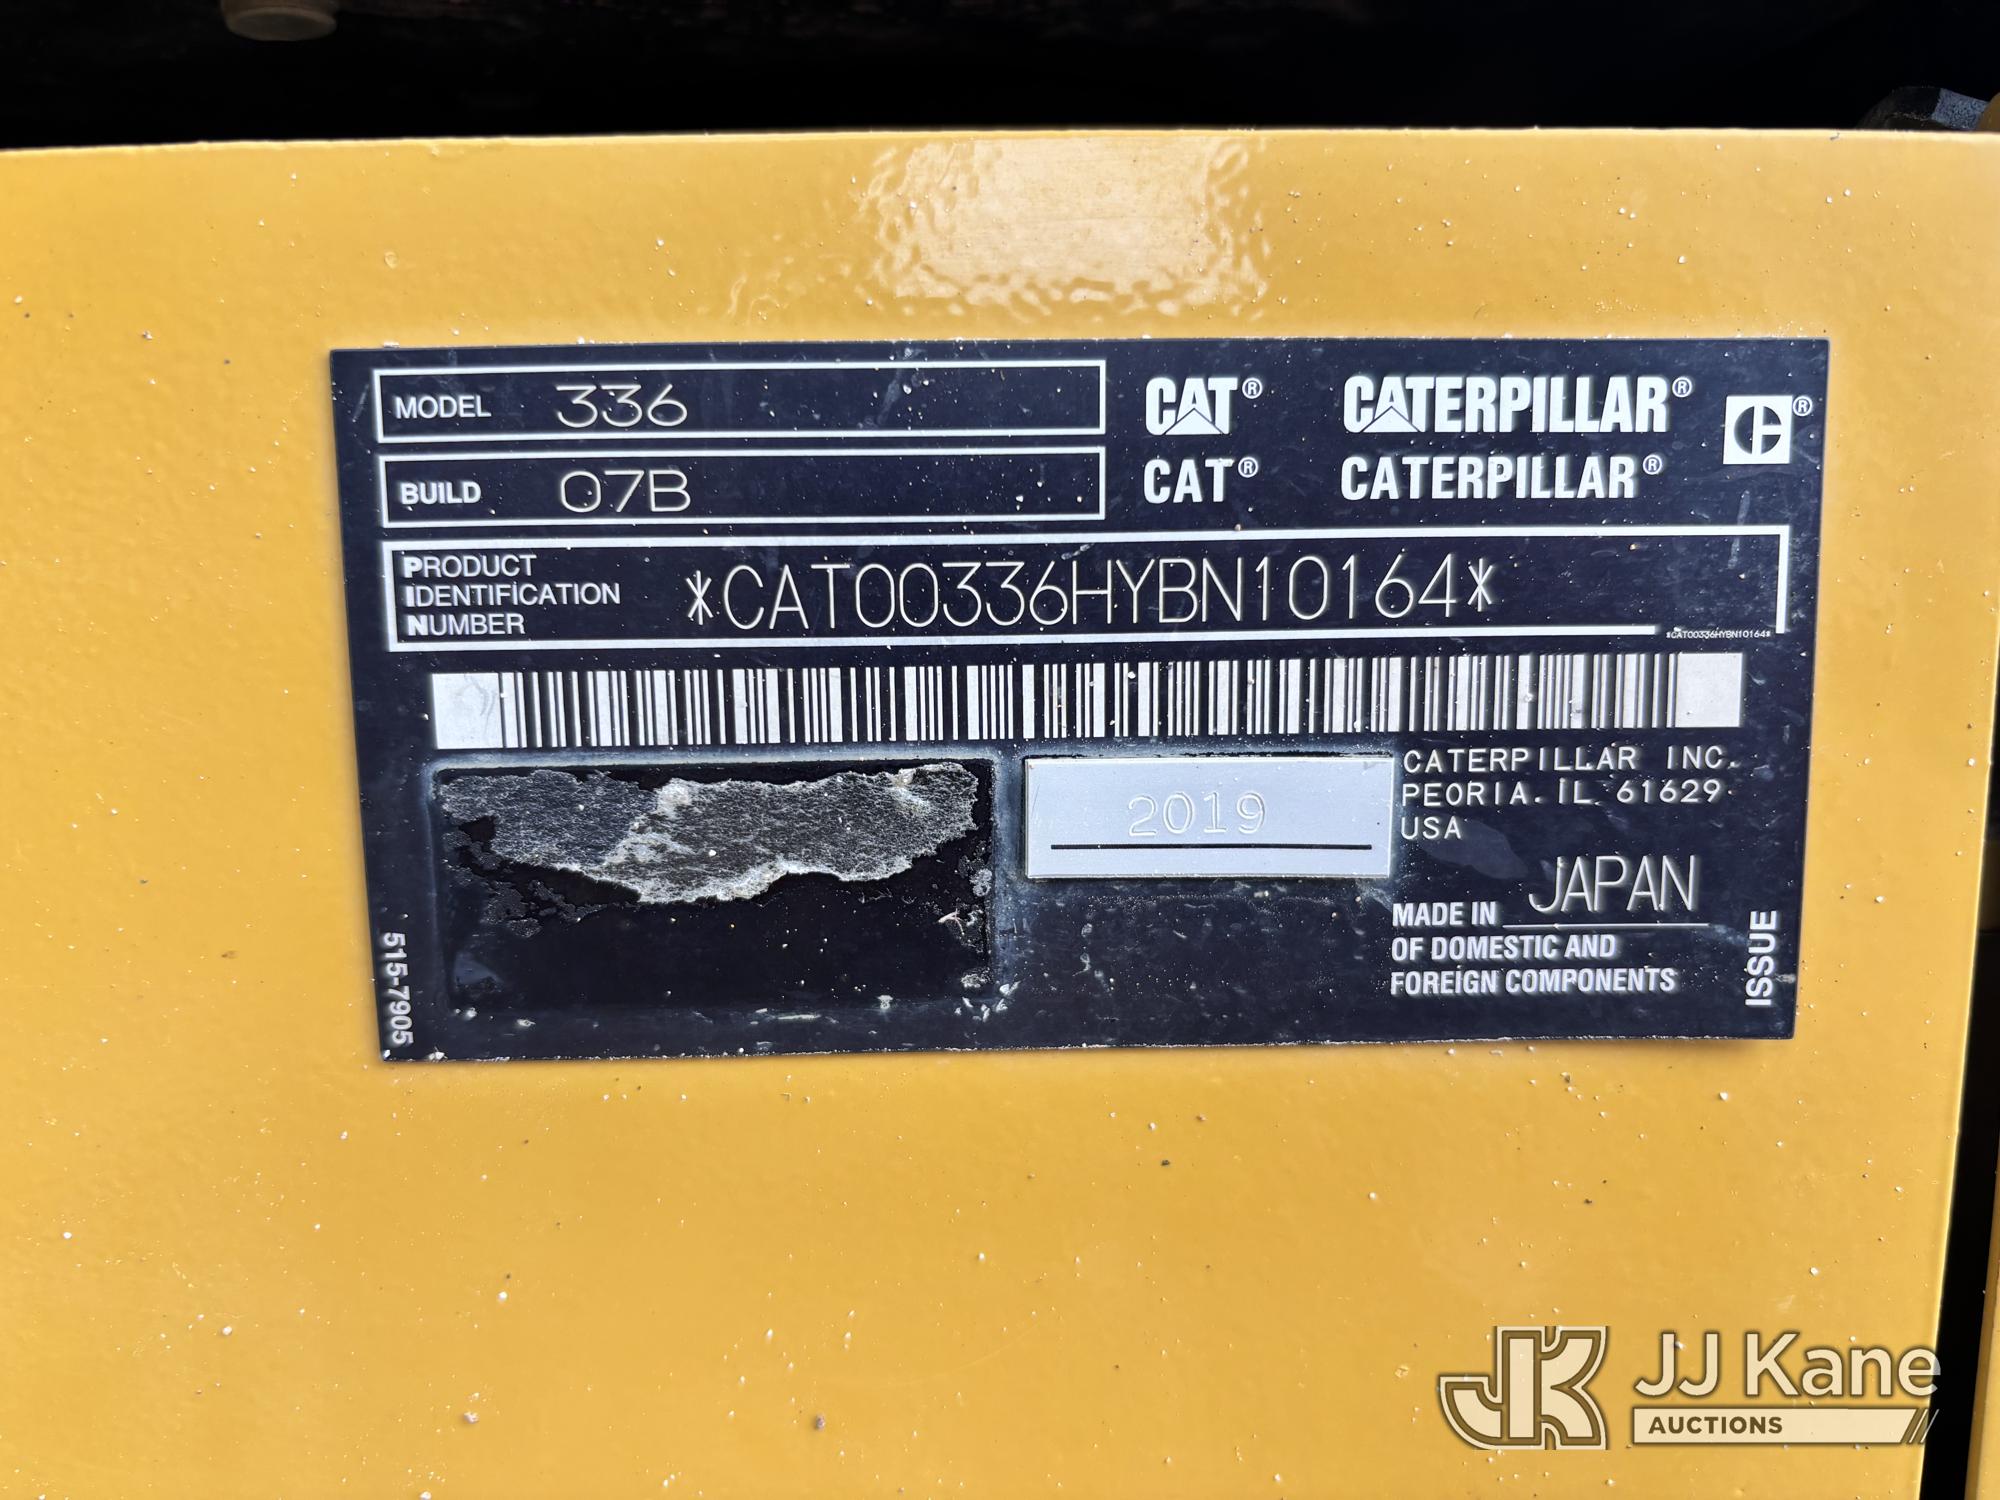 MODEL 336
BUILD 07B
CAT® CATERPILLAR®
CAT® CATERPILLAR®
®
PRODUCT
IDENTIFICATION
NUMBER
*CAT00336HYBN10164*
*CAT00336HYBN10164*
2019
CATERPILLAR INC.
PEORIA. IL 61629
USA
MADE IN JAPAN
OF DOMESTIC AND
FOREIGN COMPONENTS
ISSUE
515-7905
JK JJ Kane
AUCTIONS